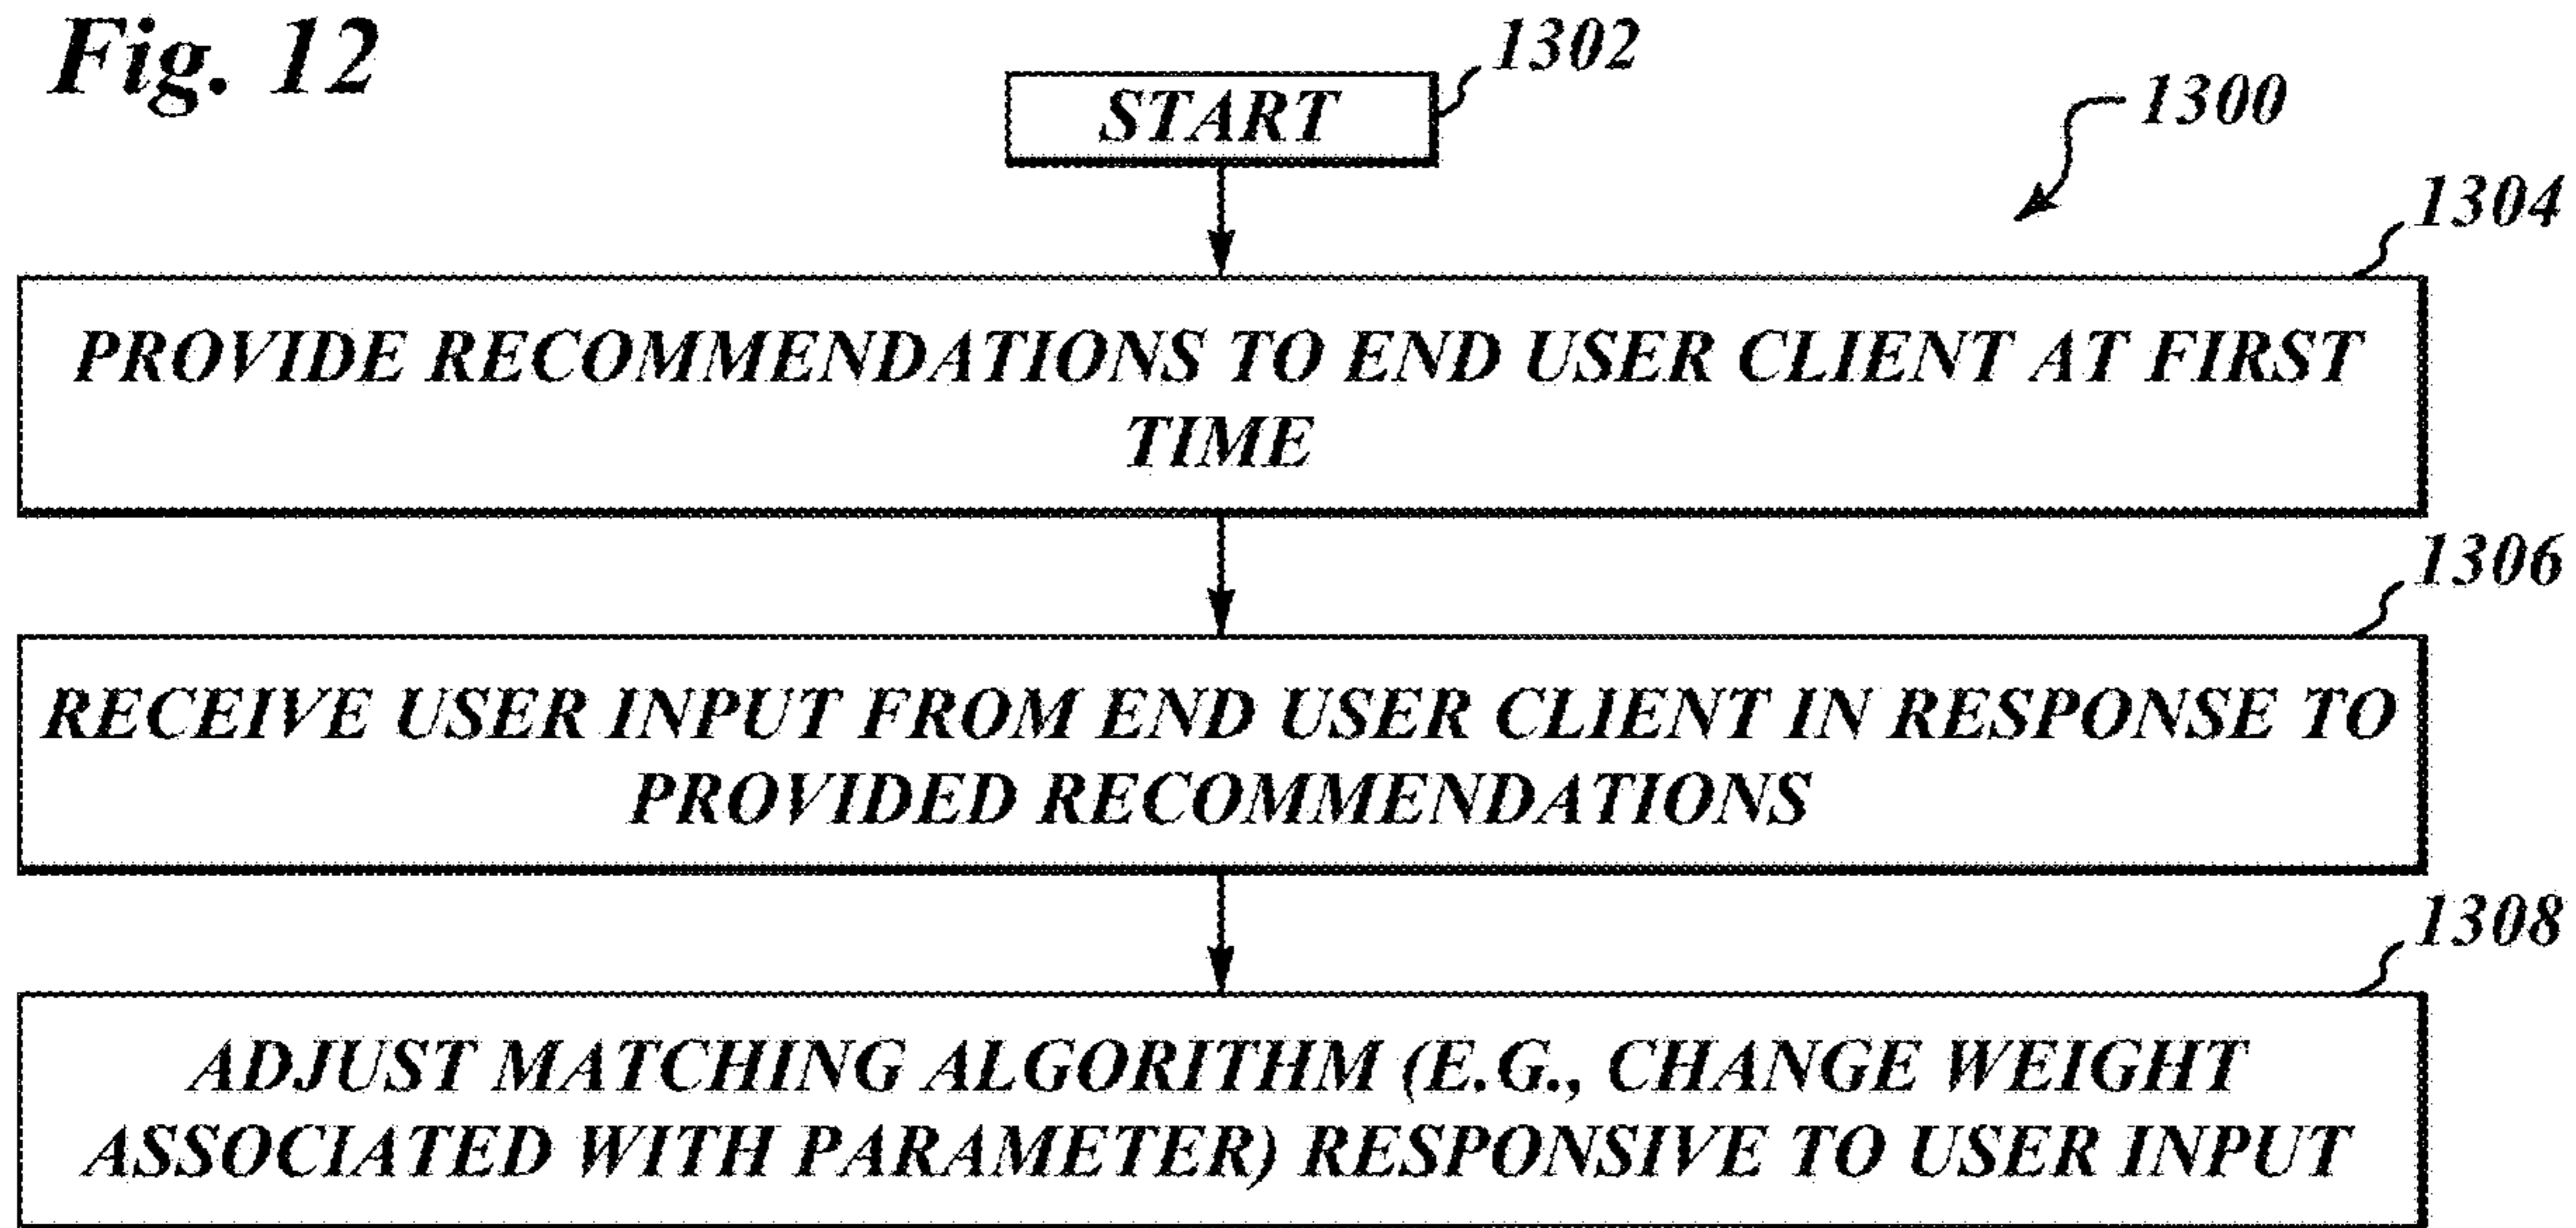 Fig. 12
1302
START
1300
1304
PROVIDE RECOMMENDATIONS TO END USER CLIENT AT FIRST
TIME
1306
RECEIVE USER INPUT FROM END USER CLIENT IN RESPONSE TO
PROVIDED RECOMMENDATIONS
1308
ADJUST MATCHING ALGORITHM (E.G., CHANGE WEIGHT
ASSOCIATED WITH PARAMETER) RESPONSIVE TO USER INPUT